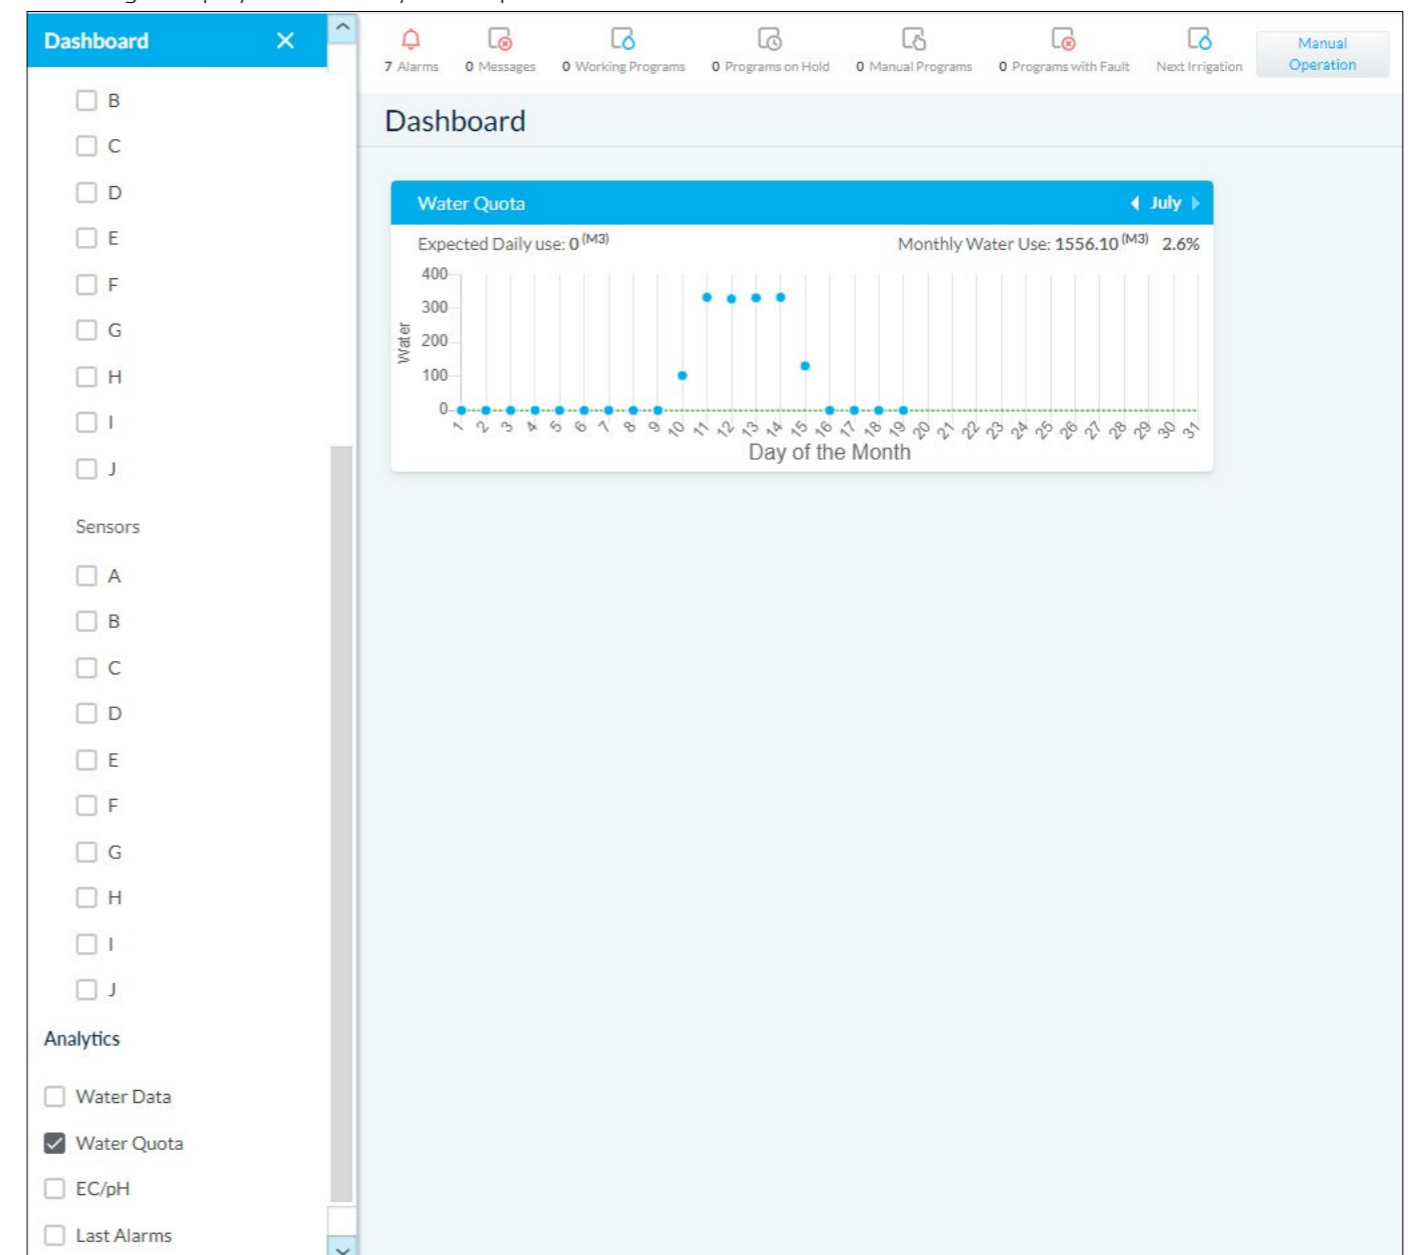 Dashboard
B
C
D
E
F
G
H
I
J
Sensors
A
B
C
D
E
F
G
H
I
J
Analytics
Water Data
Water Quota
EC/pH
Last Alarms
7 Alarms
0 Messages
0 Working Programs
0 Programs on Hold
0 Manual Programs
0 Programs with Fault
Next Irrigation
Manual
Operation
Dashboard
Water Quota
July
Expected Daily use: 0 (M3)
Monthly Water Use: 1556.10 (M3) 2.6%
Water
400
300
200
100
0
1 2 3 4 5 6 7 8 9 10 11 12 13 14 15 16 17 18 19 20 21 22 23 24 25 26 27 28 29 30 31
Day of the Month